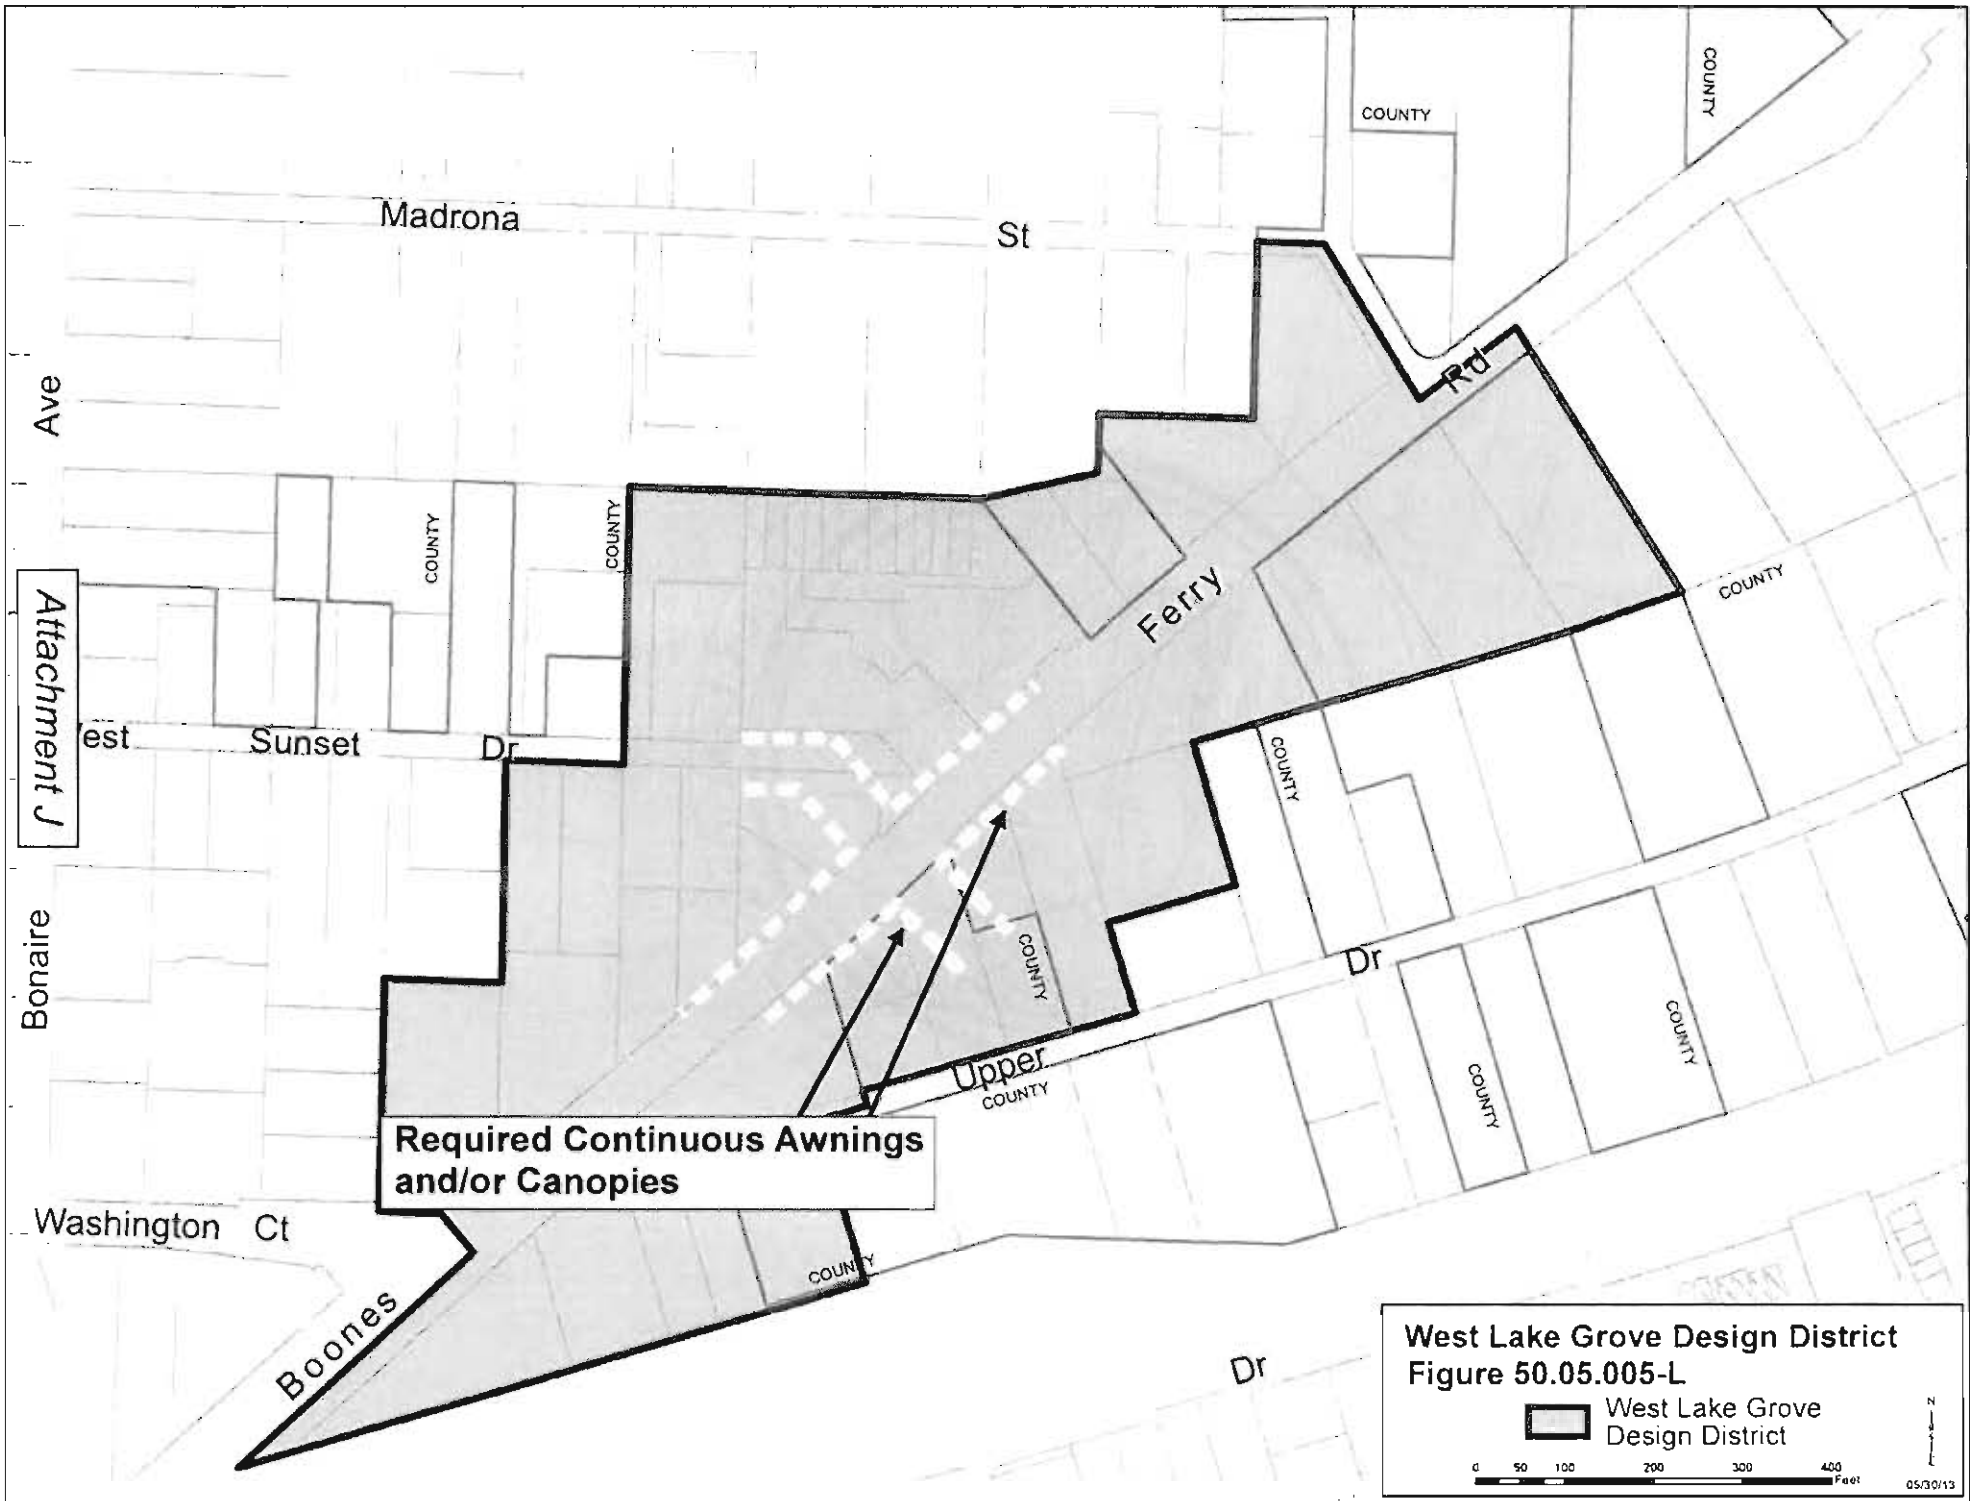 COUNTY
COUNTY
Madrona St
Ave
Rd
COUNTY
COUNTY
COUNTY
Ferry
Attachment J
est Sunset Dr
COUNTY
Bonaire
COUNTY
Dr
COUNTY
Upper
COUNTY
COUNTY
Required Continuous Awnings
and/or Canopies
Washington Ct
COUNTY
Boones
Dr
West Lake Grove Design District
Figure 50.05.005-L
West Lake Grove
Design District
0 50 100 200 300 400
Feet
N
05/30/13